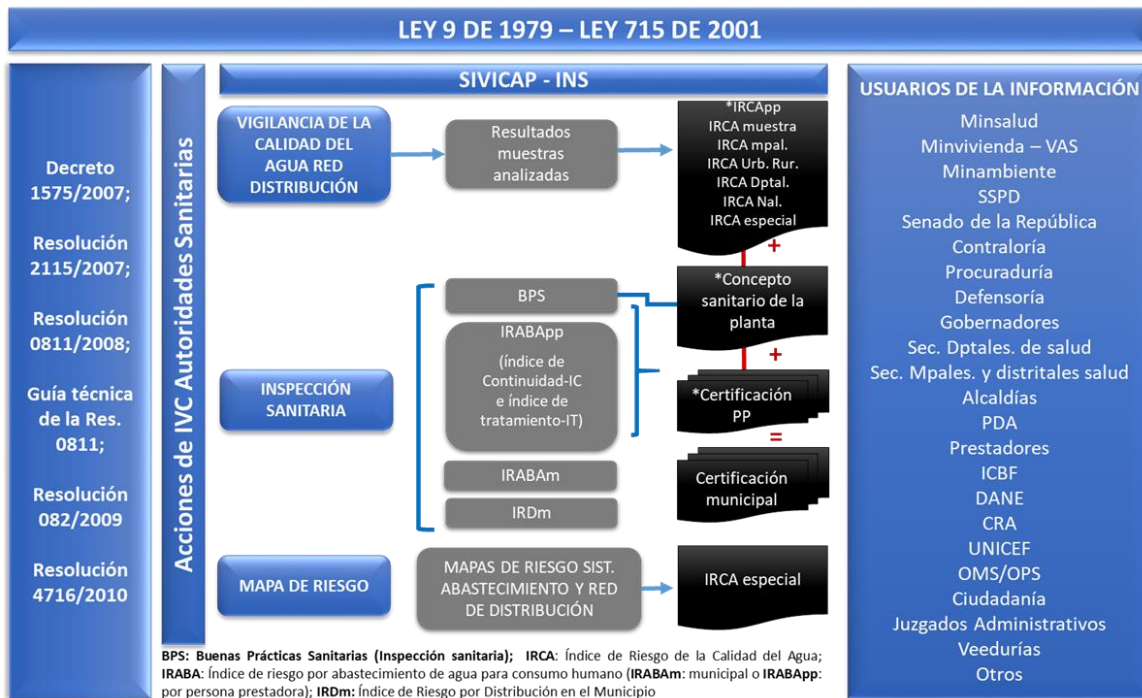 LEY 9 DE 1979 – LEY 715 DE 2001
Decreto
1575/2007;
Resolución
2115/2007;
Resolución
0811/2008;
Guía técnica
de la Res.
0811;
Resolución
082/2009
Resolución
4716/2010
Acciones de IVC Autoridades Sanitarias
SIVICAP - INS
VIGILANCIA DE LA
CALIDAD DEL
AGUA RED
DISTRIBUCIÓN
Resultados
muestras
analizadas
*IRCApp
IRCA muestra
IRCA mpal.
IRCA Urb. Rur.
IRCA Dptal.
IRCA Nal.
IRCA especial
+
INSPECCIÓN
SANITARIA
BPS
IRABApp
(índice de
Continuidad-IC
e índice de
tratamiento-IT)
IRABAm
IRDm
*Concepto
sanitario de la
planta
+
*Certificación
PP
=
Certificación
municipal
MAPA DE RIESGO
MAPAS DE RIESGO SIST.
ABASTECIMIENTO Y RED
DE DISTRIBUCIÓN
IRCA especial
USUARIOS DE LA INFORMACIÓN
Minsalud
Minvivienda – VAS
Minambiente
SSPD
Senado de la República
Contraloría
Procuraduría
Defensoría
Gobernadores
Sec. Dptales. de salud
Sec. Mpales. y distritales salud
Alcaldías
PDA
Prestadores
ICBF
DANE
CRA
UNICEF
OMS/OPS
Ciudadanía
Juzgados Administrativos
Veedurías
Otros
BPS: Buenas Prácticas Sanitarias (Inspección sanitaria); IRCA: Índice de Riesgo de la Calidad del Agua;
IRABA: Índice de riesgo por abastecimiento de agua para consumo humano (IRABAm: municipal o IRABApp:
por persona prestadora); IRDm: Índice de Riesgo por Distribución en el Municipio